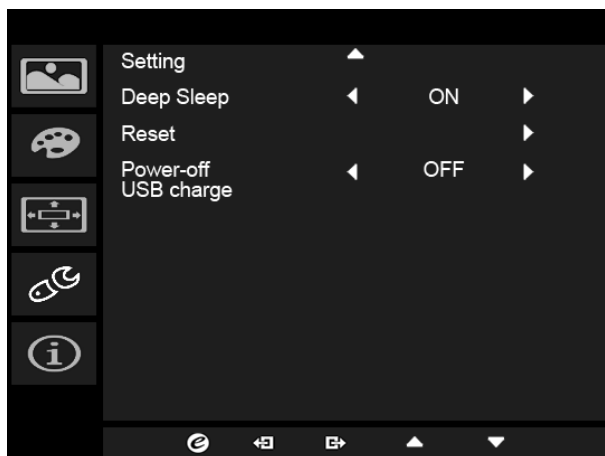 Setting
Deep Sleep ON
Reset
Power-off OFF
USB charge